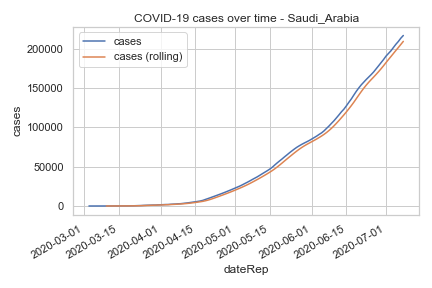 COVID-19 cases over time - Saudi_Arabia
cases
cases (rolling)
200000
150000
100000
50000
0
cases
2020-03-01
2020-03-15
2020-04-01
2020-04-15
2020-05-01
2020-05-15
2020-06-01
2020-06-15
2020-07-01
dateRep